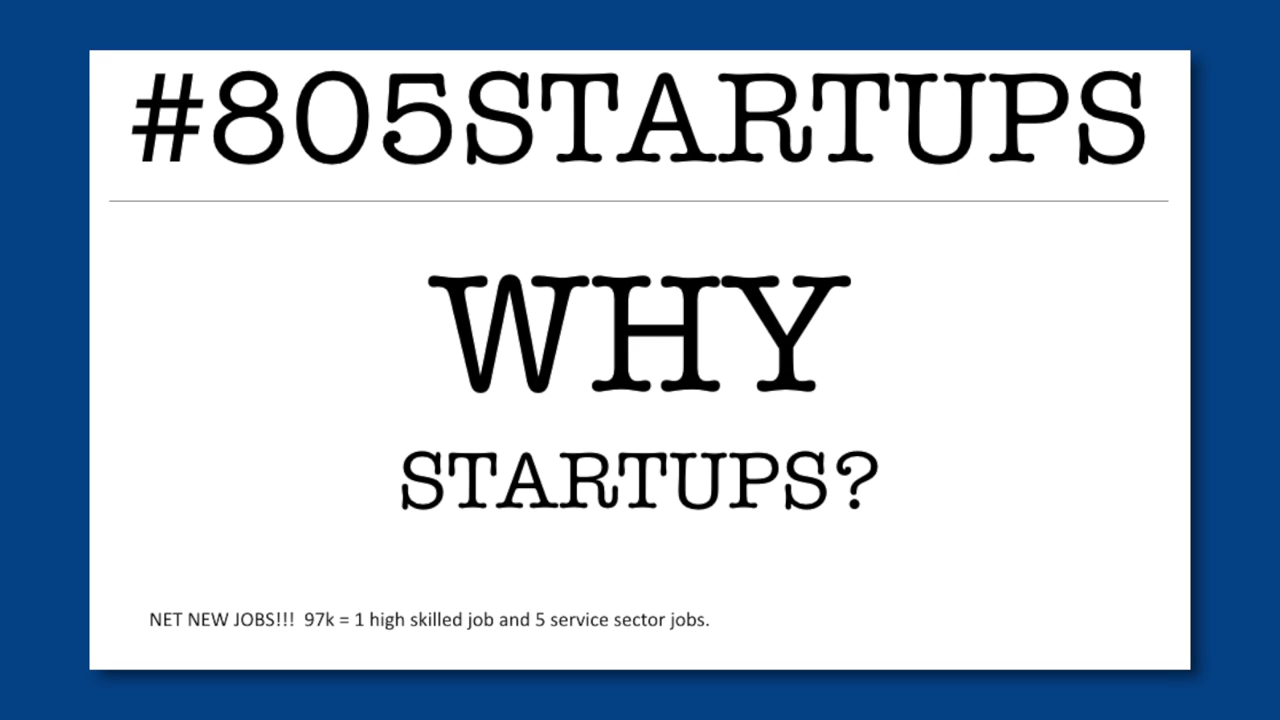 #805STARTUPS
WHY
STARTUPS?
NET NEW JOBS!!! 97k = 1 high skilled job and 5 service sector jobs.